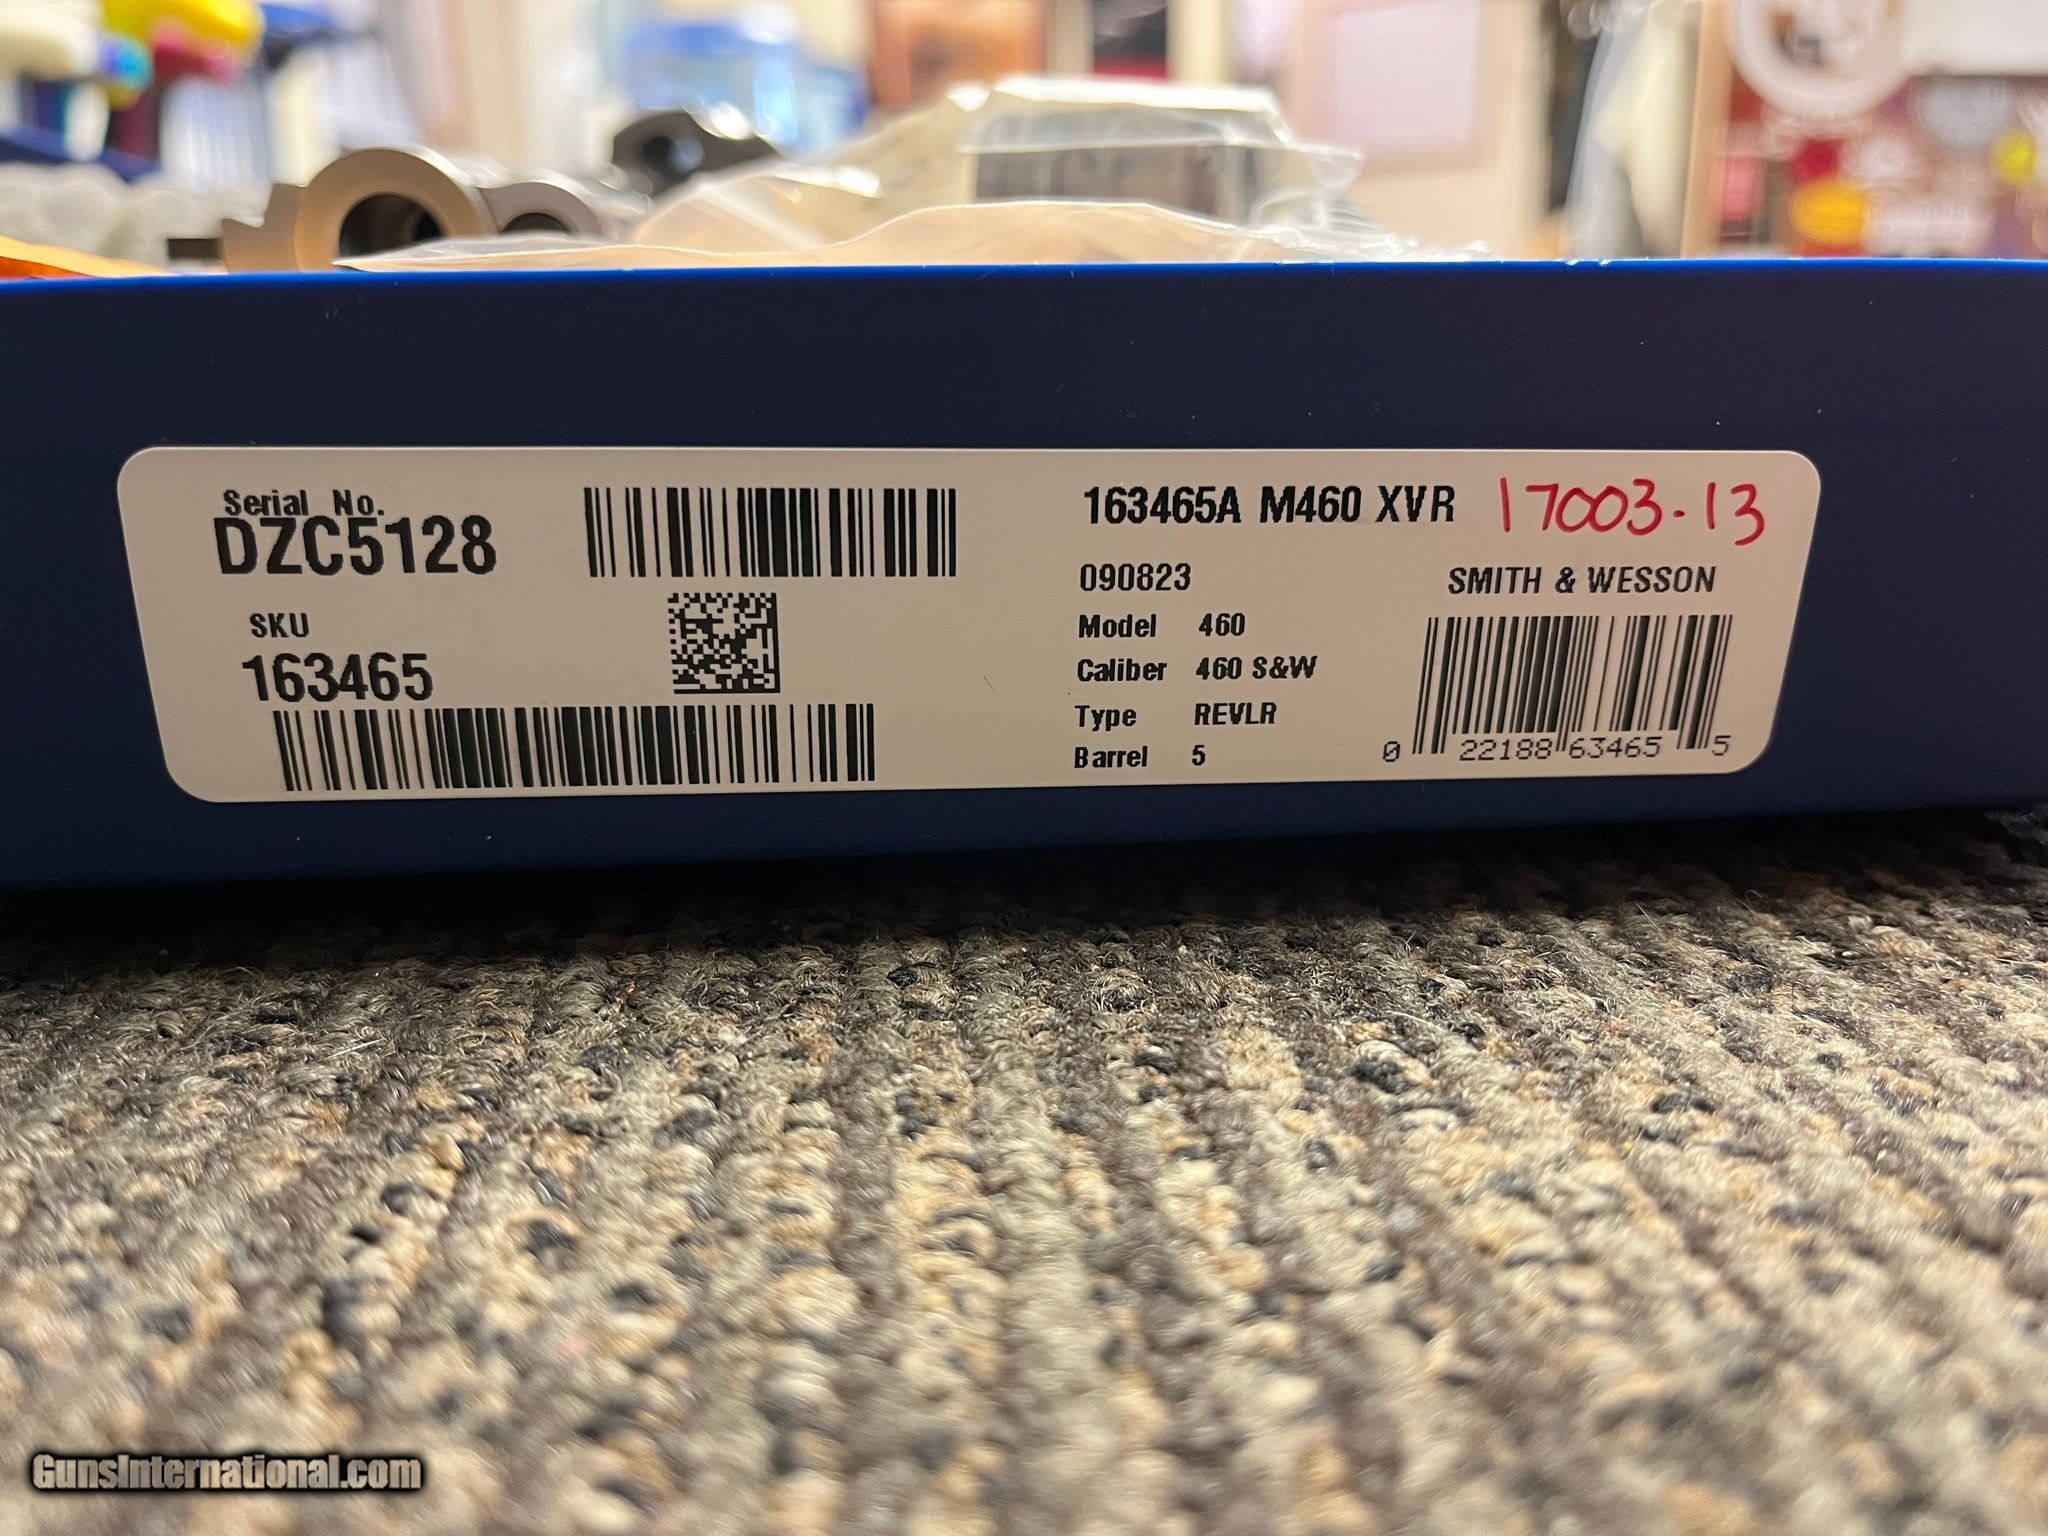 Serial No.
DZC5128
SKU
163465
163465A M460 XVR 17003-13
090823
SMITH & WESSON
Model 460
Caliber 460 S&W
Type REVLR
Barrel 5
0 22188 63465 5
GunsInternational.com